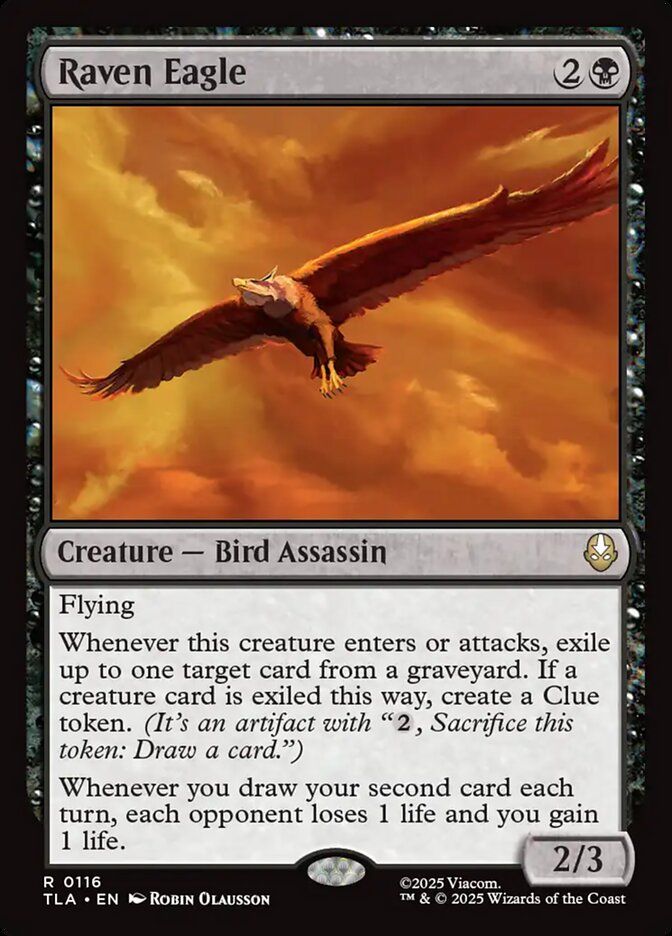 Raven Eagle 2
Creature — Bird Assassin
Flying
Whenever this creature enters or attacks, exile
up to one target card from a graveyard. If a
creature card is exiled this way, create a Clue
token. (It's an artifact with “2, Sacrifice this
token: Draw a card.”)
Whenever you draw your second card each
turn, each opponent loses 1 life and you gain
1 life.
2/3
R 0116
TLA • EN Robin Olausson
©2025 Viacom.
™ & © 2025 Wizards of the Coast